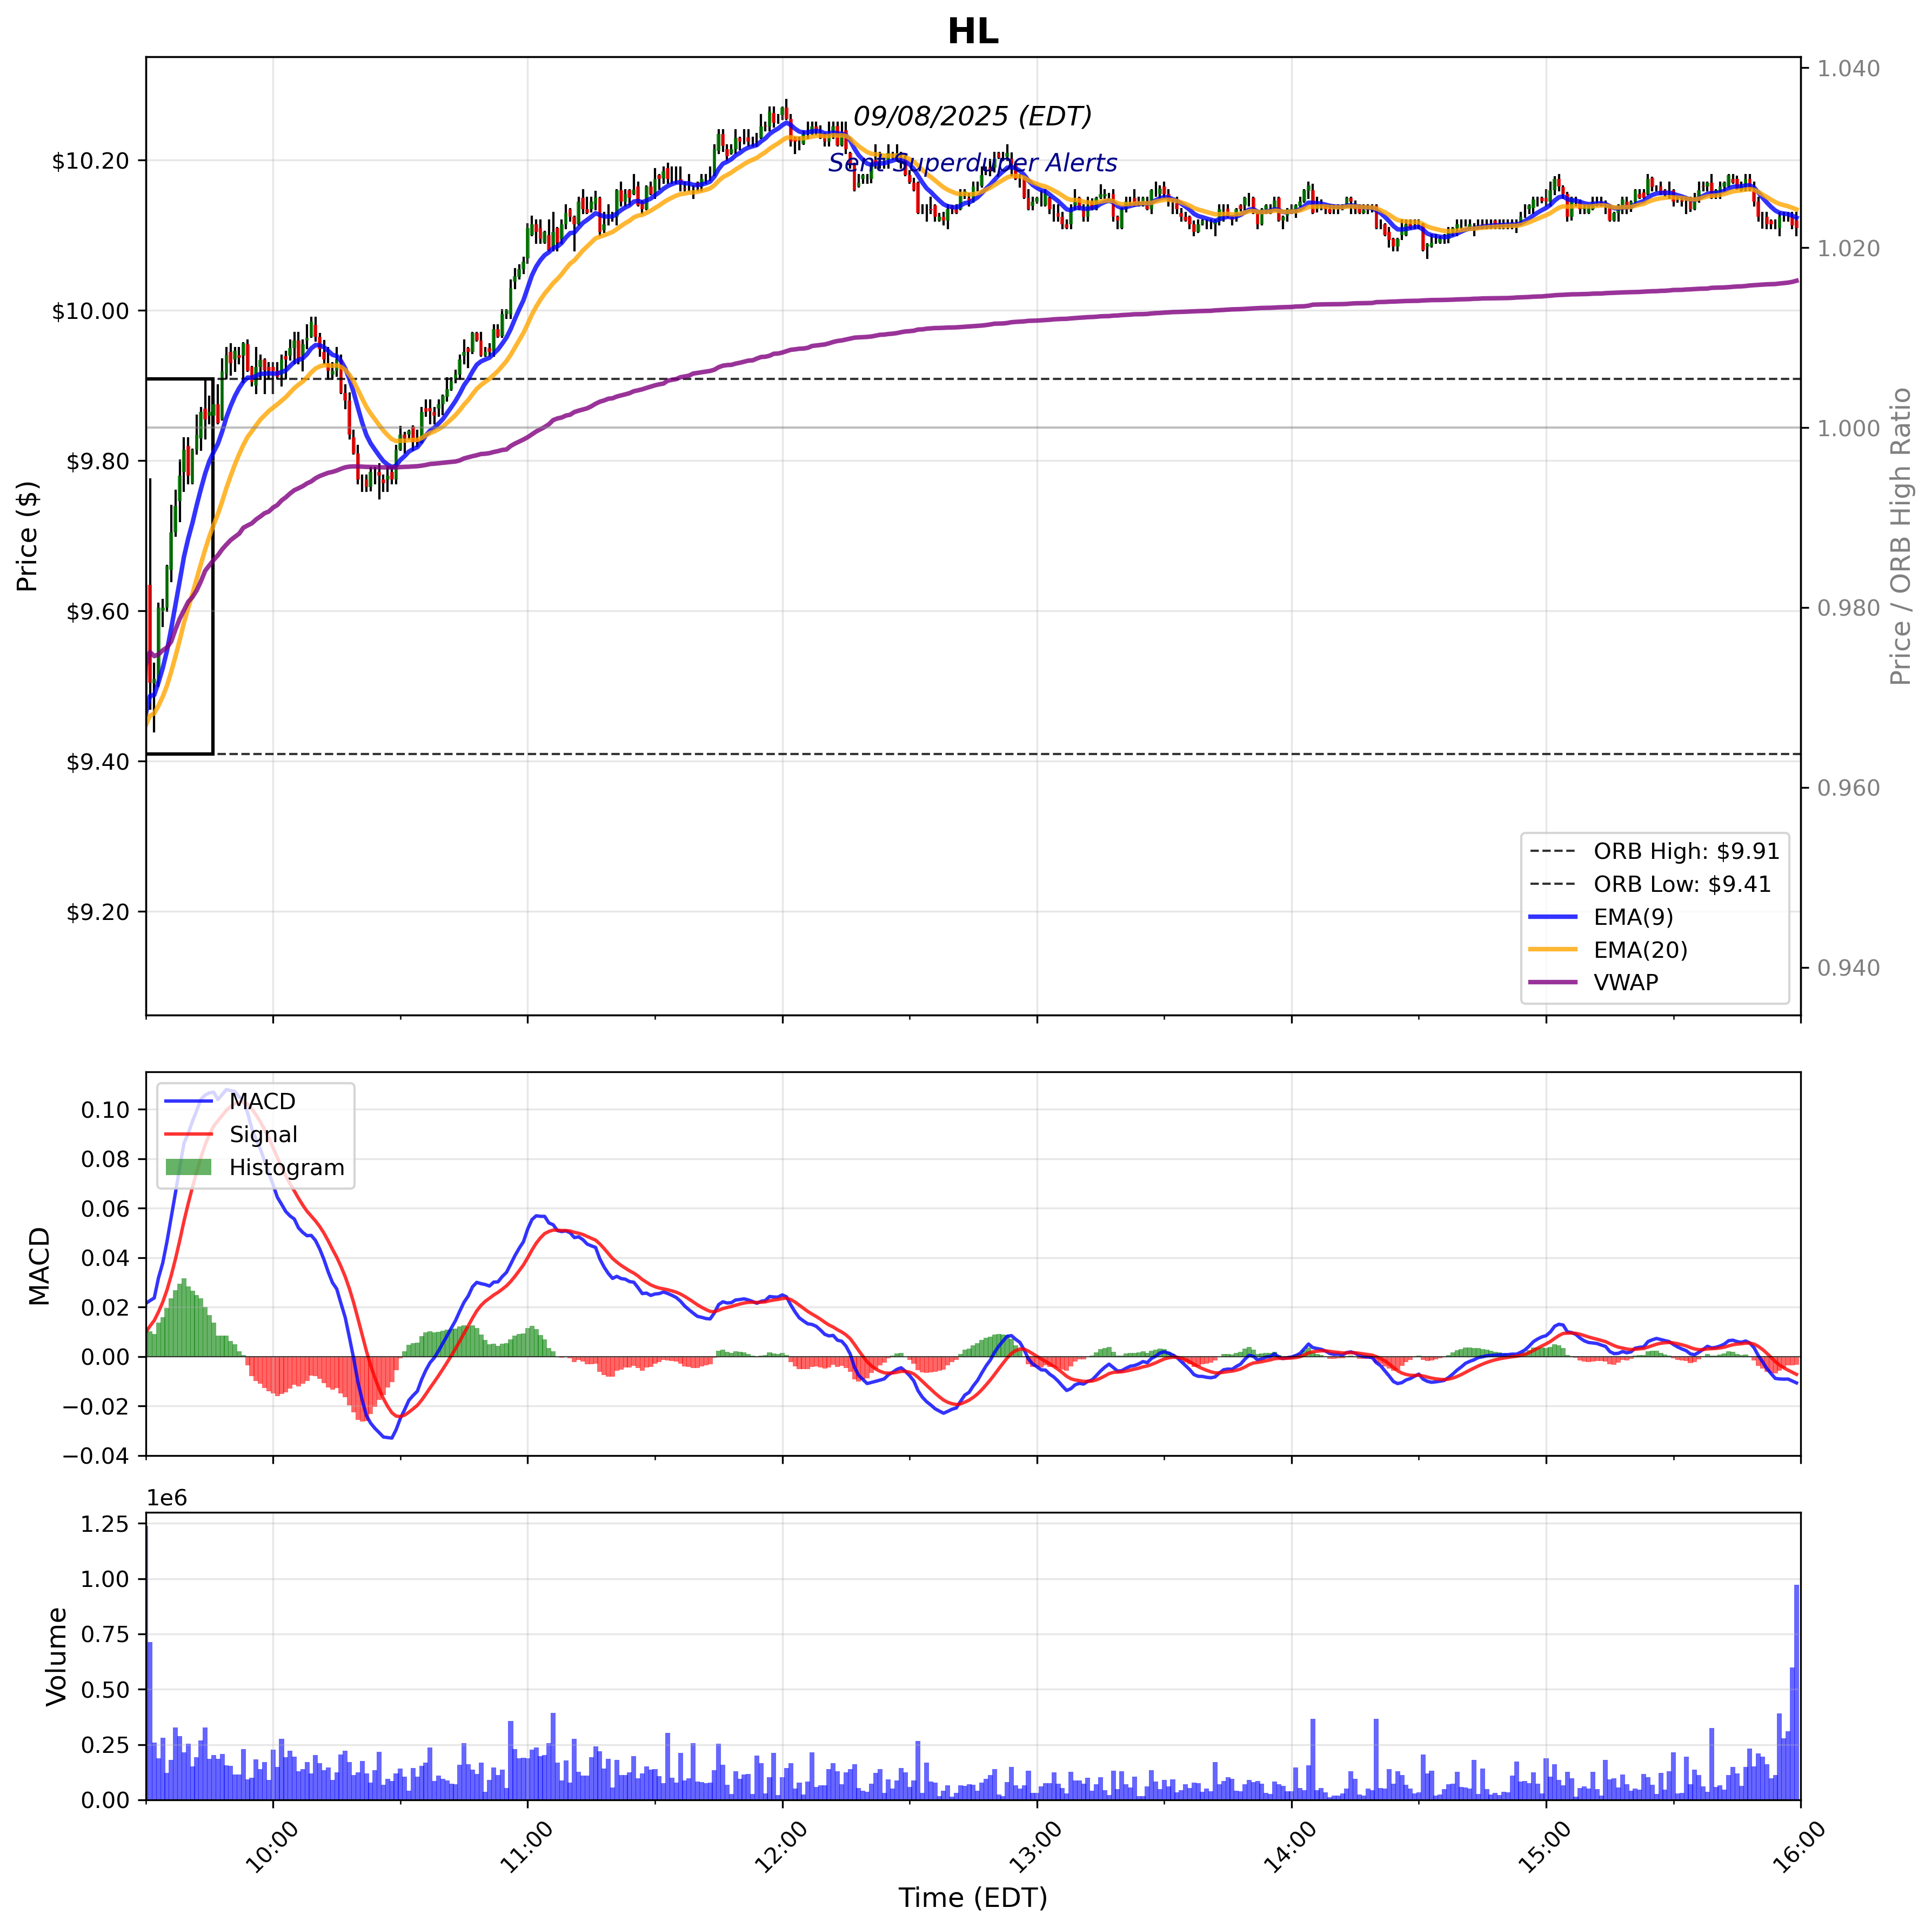 HL
09/08/2025 (EDT)
Sent Superduper Alerts
Price ($)
$10.20
$10.00
$9.80
$9.60
$9.40
$9.20
1.040
1.020
1.000
0.980
0.960
0.940
Price / ORB High Ratio
ORB High: $9.91
ORB Low: $9.41
EMA(9)
EMA(20)
VWAP
MACD
0.10
0.08
0.06
0.04
0.02
0.00
−0.02
−0.04
MACD
Signal
Histogram
1e6
Volume
1.25
1.00
0.75
0.50
0.25
0.00
10:00
11:00
12:00
13:00
14:00
15:00
16:00
Time (EDT)